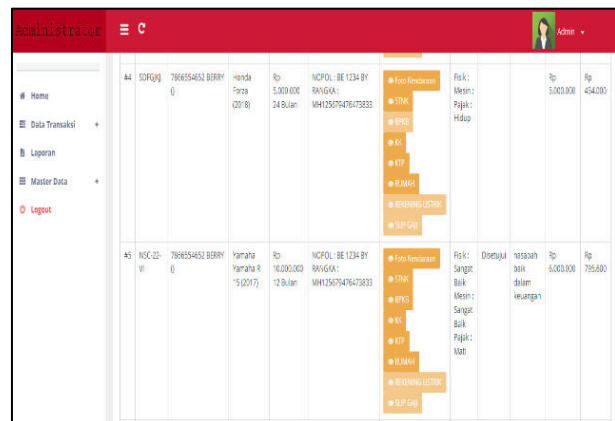 Administrator
Admin
Home
Data Transaksi +
Laporan
Master Data +
Logout
#4
SDFGJKJ
7866554652 BERRY
()
Honda
Forza
(2018)
Rp
5.000.000
24 Bulan
NOPOL : BE 1234 BY
RANGKA :
MH125679476473833
Foto Kendaraan
STNK
BPKB
KK
KTP
RUMAH
REKENING LISTRIK
SLIP GAJI
Fisik :
Mesin :
Pajak :
Hidup
Rp
5.000.000
Rp
454.000
#5
NSC-22-
VI
7866554652 BERRY
()
Yamaha
Yamaha R
15 (2017)
Rp
10.000.000
12 Bulan
NOPOL : BE 1234 BY
RANGKA :
MH125679476473833
Foto Kendaraan
STNK
BPKB
KK
KTP
RUMAH
REKENING LISTRIK
SLIP GAJI
Fisik :
Sangat
Baik
Mesin :
Sangat
Baik
Pajak :
Mati
Disetujui
nasabah
baik
dalam
keuangan
Rp
6.000.000
Rp
795.600